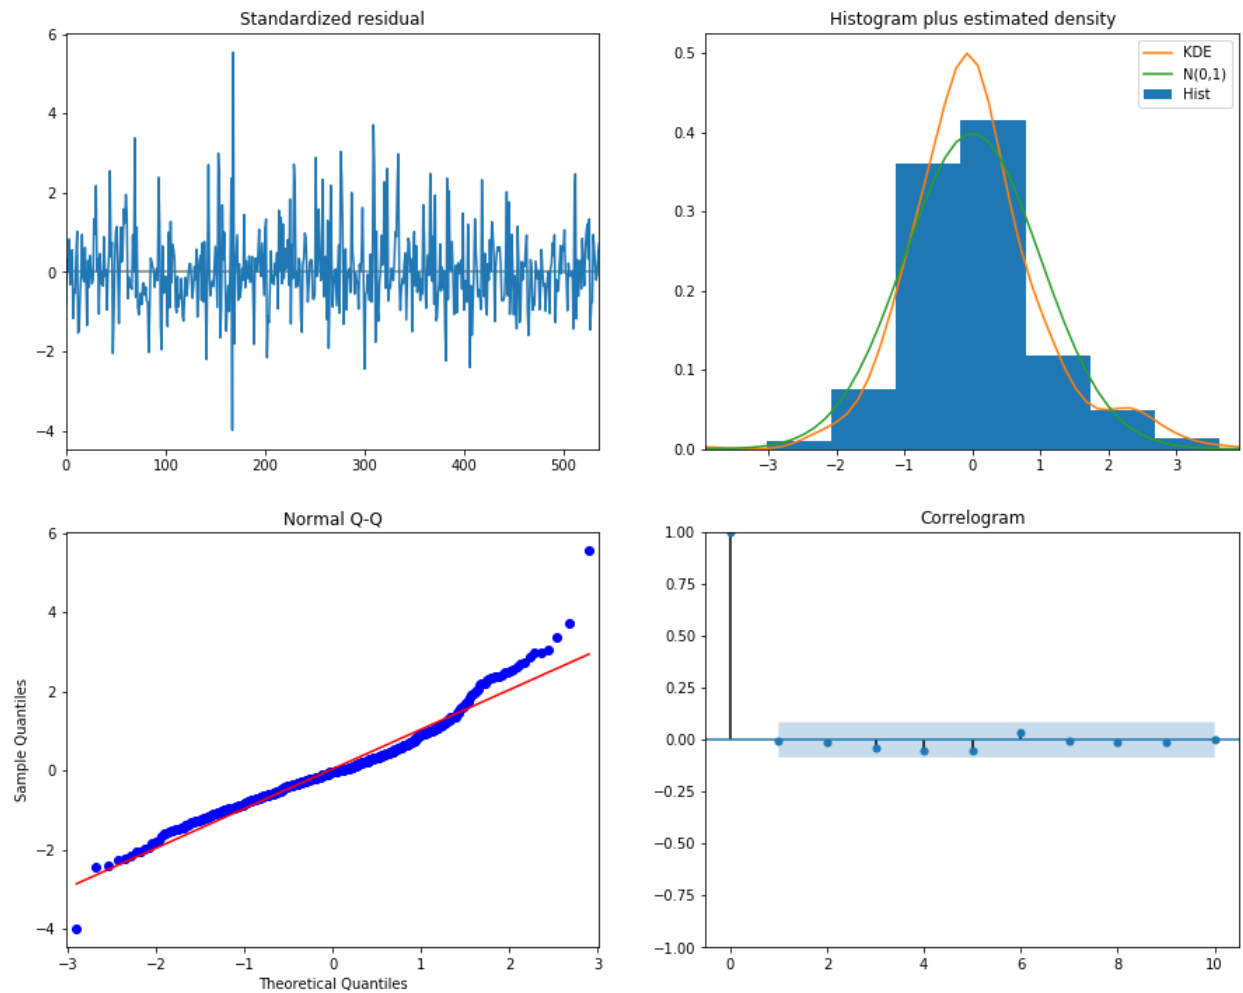 Standardized residual
6
4
2
0
−2
−4
0 100 200 300 400 500
Histogram plus estimated density
0.5
0.4
0.3
0.2
0.1
0.0
KDE
N(0,1)
Hist
−3 −2 −1 0 1 2 3
Normal Q-Q
Sample Quantiles
6
4
2
0
−2
−4
−3 −2 −1 0 1 2 3
Theoretical Quantiles
Correlogram
1.00
0.75
0.50
0.25
0.00
−0.25
−0.50
−0.75
−1.00
0 2 4 6 8 10